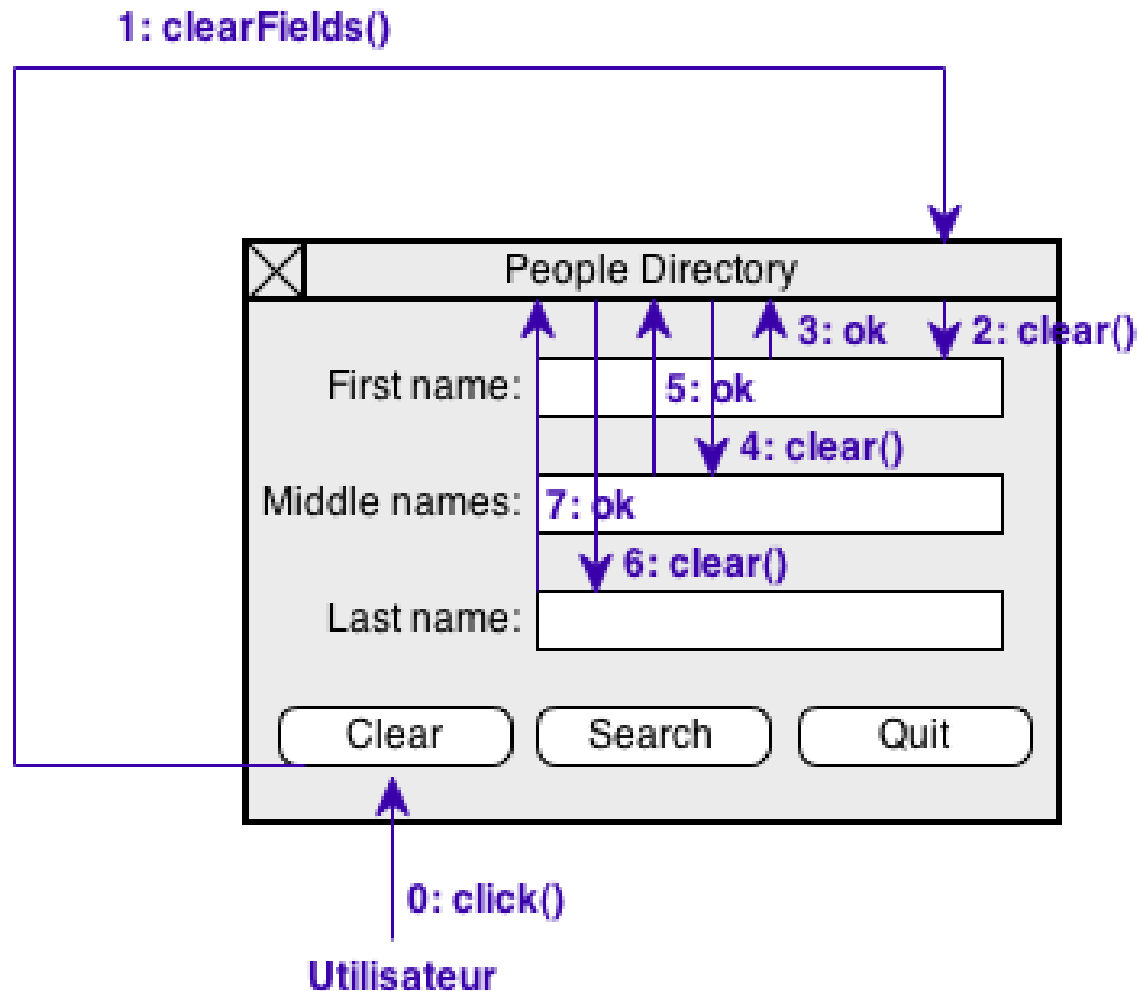 1: clearFields()
People Directory
3: ok
2: clear()
First name:
5: ok
4: clear()
Middle names:
7: ok
6: clear()
Last name:
Clear
Search
Quit
0: click()
Utilisateur